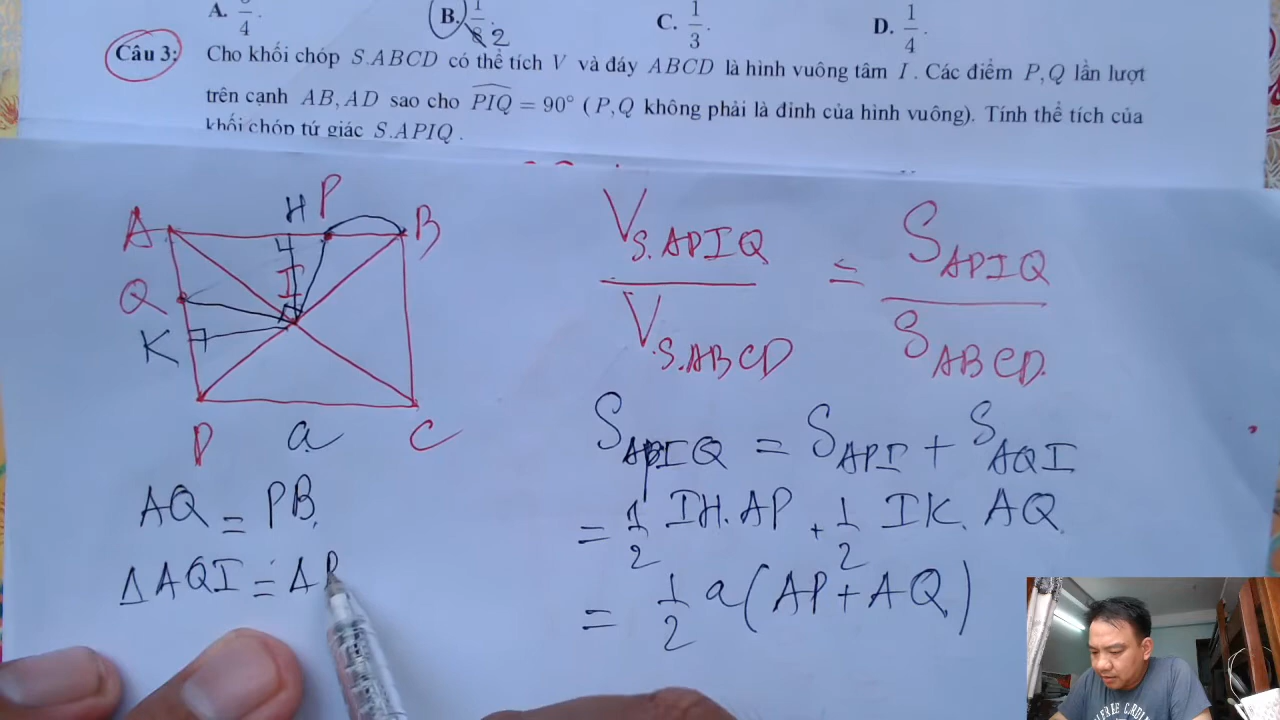 A. /4.
B. 1/8. 2
C. 1/3.
D. 1/4.
Câu 3: Cho khối chóp S.ABCD có thể tích V và đáy ABCD là hình vuông tâm I. Các điểm P,Q lần lượt
trên cạnh AB, AD sao cho PIQ = 90° (P,Q không phải là đỉnh của hình vuông). Tính thể tích của
khối chóp tứ giác S.APIQ.
A H P B
Q I
K
D a C
V S.APIQ / V S.ABCD = S APIQ / S ABCD.
S APIQ = S API + S AQI
= 1/2 IH.AP + 1/2 IK.AQ.
= 1/2 a(AP+AQ)
AQ = PB.
Δ AQI = Δ